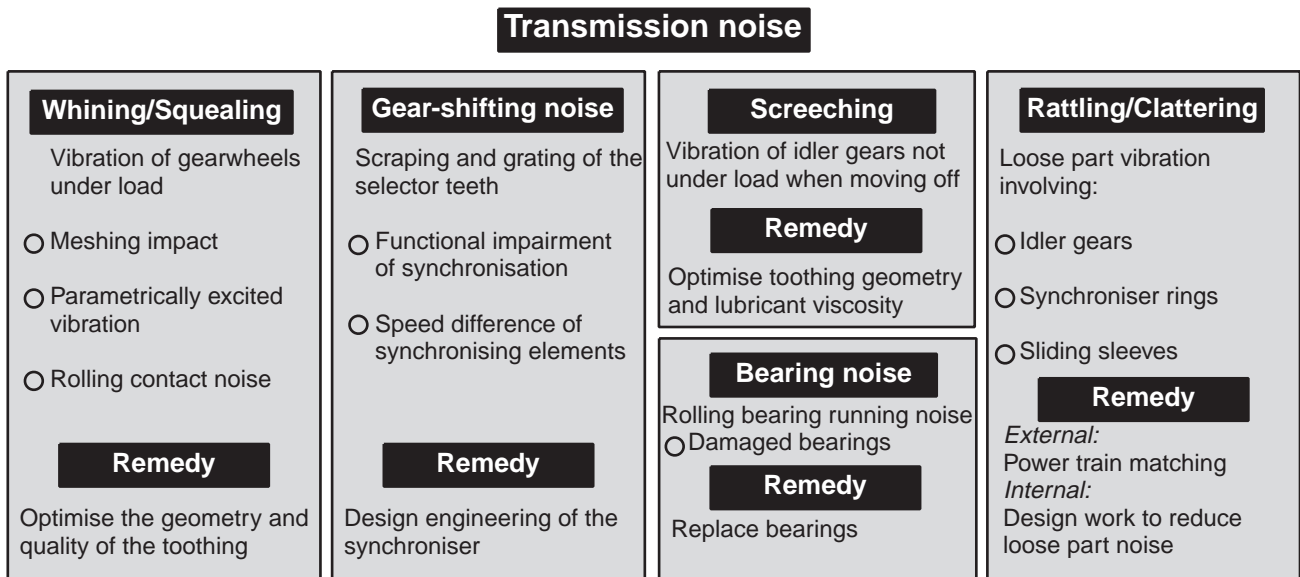 Transmission noise
Whining/Squealing
Vibration of gearwheels
under load
Meshing impact
Parametrically excited
vibration
Rolling contact noise
Remedy
Optimise the geometry and
quality of the toothing
Gear-shifting noise
Scraping and grating of the
selector teeth
Functional impairment
of synchronisation
Speed difference of
synchronising elements
Remedy
Design engineering of the
synchroniser
Screeching
Vibration of idler gears not
under load when moving off
Remedy
Optimise toothing geometry
and lubricant viscosity
Bearing noise
Rolling bearing running noise
Damaged bearings
Remedy
Replace bearings
Rattling/Clattering
Loose part vibration
involving:
Idler gears
Synchroniser rings
Sliding sleeves
Remedy
External:
Power train matching
Internal:
Design work to reduce
loose part noise